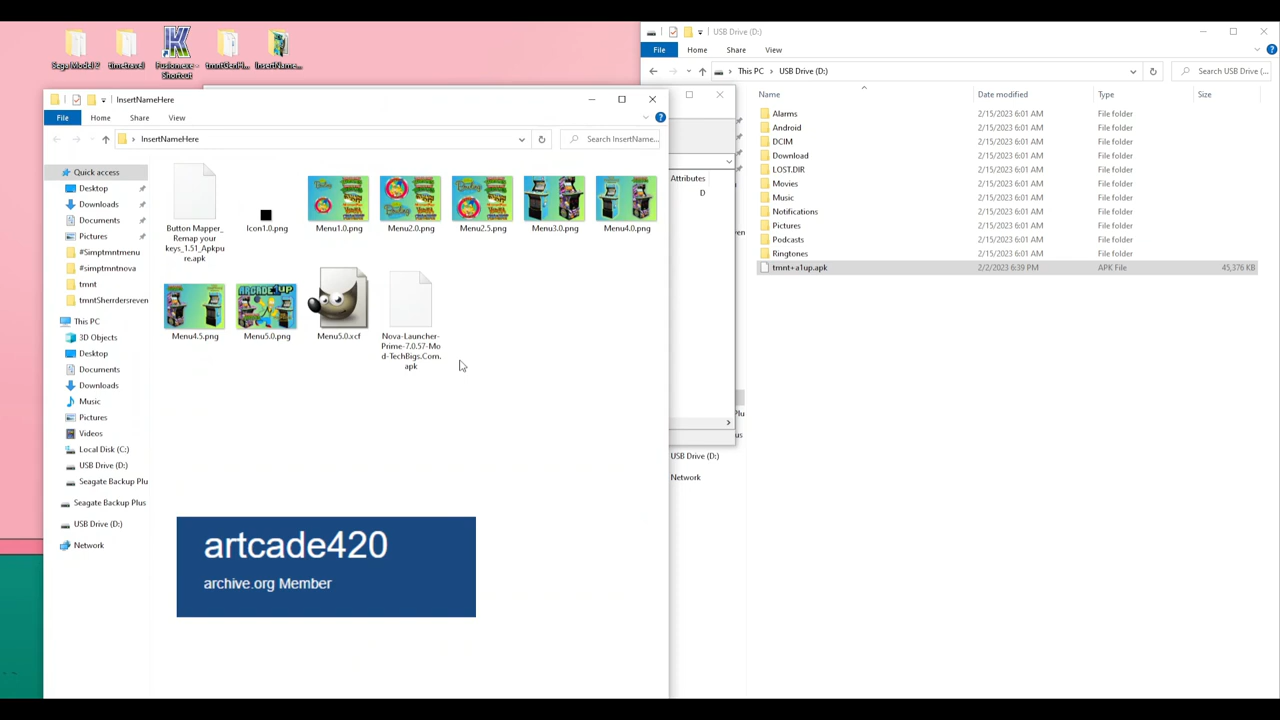 Sega Model 2
timetravel
Fusion.exe -
Shortcut
tmntGenH...
InsertName...
USB Drive (D:)
File Home Share View
This PC USB Drive (D:)
Search USB Drive (...
Name Date modified Type Size
Alarms 2/15/2023 6:01 AM File folder
Android 2/15/2023 6:01 AM File folder
DCIM 2/15/2023 6:01 AM File folder
Download 2/15/2023 6:01 AM File folder
LOST.DIR 2/15/2023 6:01 AM File folder
Movies 2/15/2023 6:01 AM File folder
Music 2/15/2023 6:01 AM File folder
Notifications 2/15/2023 6:01 AM File folder
Pictures 2/15/2023 6:01 AM File folder
Podcasts 2/15/2023 6:01 AM File folder
Ringtones 2/15/2023 6:01 AM File folder
tmnt+a1up.apk 2/2/2023 6:39 PM APK File 45,376 KB
InsertNameHere
File Home Share View
InsertNameHere
Search InsertName...
Quick access
Desktop
Downloads
Documents
Pictures
#Simptmntmenu
#simptmntnova
tmnt
tmntSherrdersreven
This PC
3D Objects
Desktop
Documents
Downloads
Music
Pictures
Videos
Local Disk (C:)
USB Drive (D:)
Seagate Backup Plus
Seagate Backup Plus
USB Drive (D:)
Network
Button Mapper_
Remap your
keys_1.51_Apkpu
re.apk
Icon1.0.png
Menu1.0.png
Menu2.0.png
Menu2.5.png
Menu3.0.png
Menu4.0.png
Menu4.5.png
Menu5.0.png
Menu5.0.xcf
Nova-Launcher-
Prime-7.0.57-Mo
d-TechBigs.Com.
apk
ARCADE1UP
Attributes
D
ven
Plu
us
USB Drive (D:)
Network
artcade420
archive.org Member